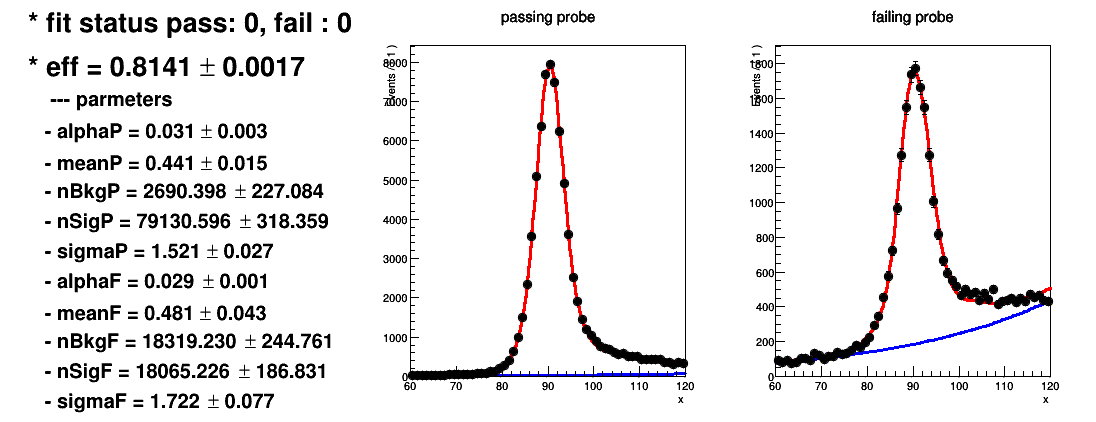 * fit status pass: 0, fail : 0
* eff = 0.8141 ± 0.0017
--- parmeters
- alphaP = 0.031 ± 0.003
- meanP = 0.441 ± 0.015
- nBkgP = 2690.398 ± 227.084
- nSigP = 79130.596 ± 318.359
- sigmaP = 1.521 ± 0.027
- alphaF = 0.029 ± 0.001
- meanF = 0.481 ± 0.043
- nBkgF = 18319.230 ± 244.761
- nSigF = 18065.226 ± 186.831
- sigmaF = 1.722 ± 0.077
passing probe
8000
7000
6000
5000
4000
3000
2000
1000
0
60 70 80 90 100 110 120
x
failing probe
1800
1600
1400
1200
1000
800
600
400
200
0
60 70 80 90 100 110 120
x